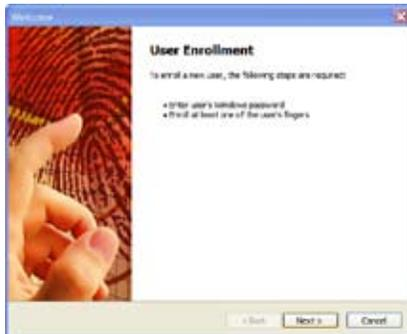 Welcome
User Enrollment
To enroll a new user, the following steps are required:
• Enter user's Windows password
• Enroll at least one of the user's fingers
< Back
Next >
Cancel